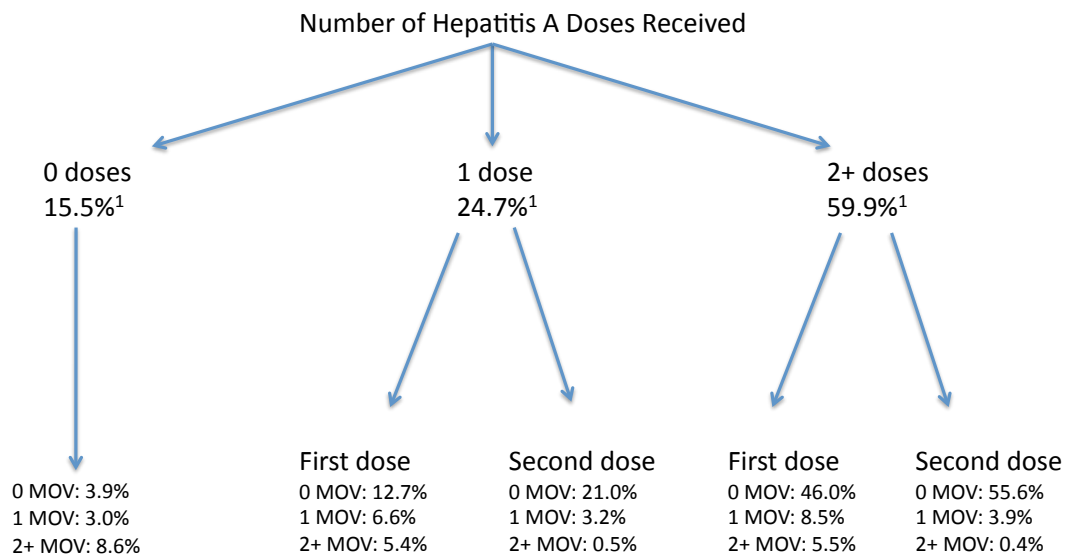 Number of Hepatitis A Doses Received
0 doses
15.5%¹
1 dose
24.7%¹
2+ doses
59.9%¹
0 MOV: 3.9%
1 MOV: 3.0%
2+ MOV: 8.6%
First dose
0 MOV: 12.7%
1 MOV: 6.6%
2+ MOV: 5.4%
Second dose
0 MOV: 21.0%
1 MOV: 3.2%
2+ MOV: 0.5%
First dose
0 MOV: 46.0%
1 MOV: 8.5%
2+ MOV: 5.5%
Second dose
0 MOV: 55.6%
1 MOV: 3.9%
2+ MOV: 0.4%